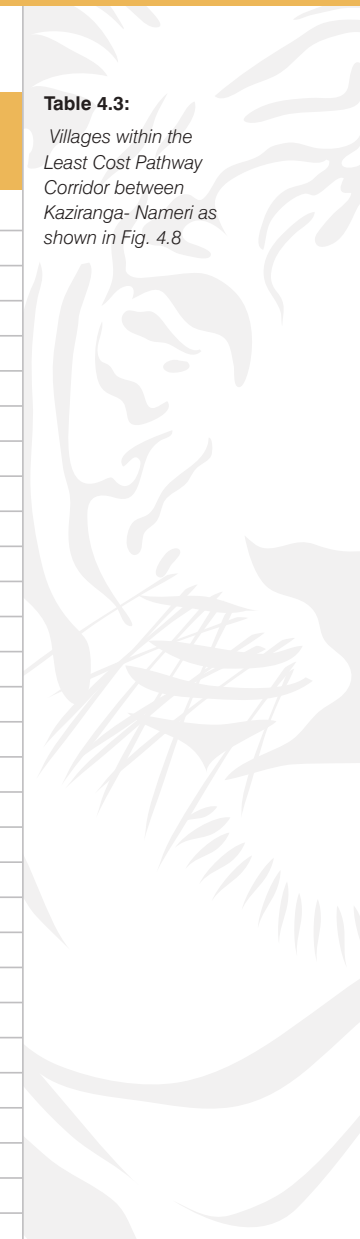 Table 4.3:
Villages within the
Least Cost Pathway
Corridor between
Kaziranga- Nameri as
shown in Fig. 4.8